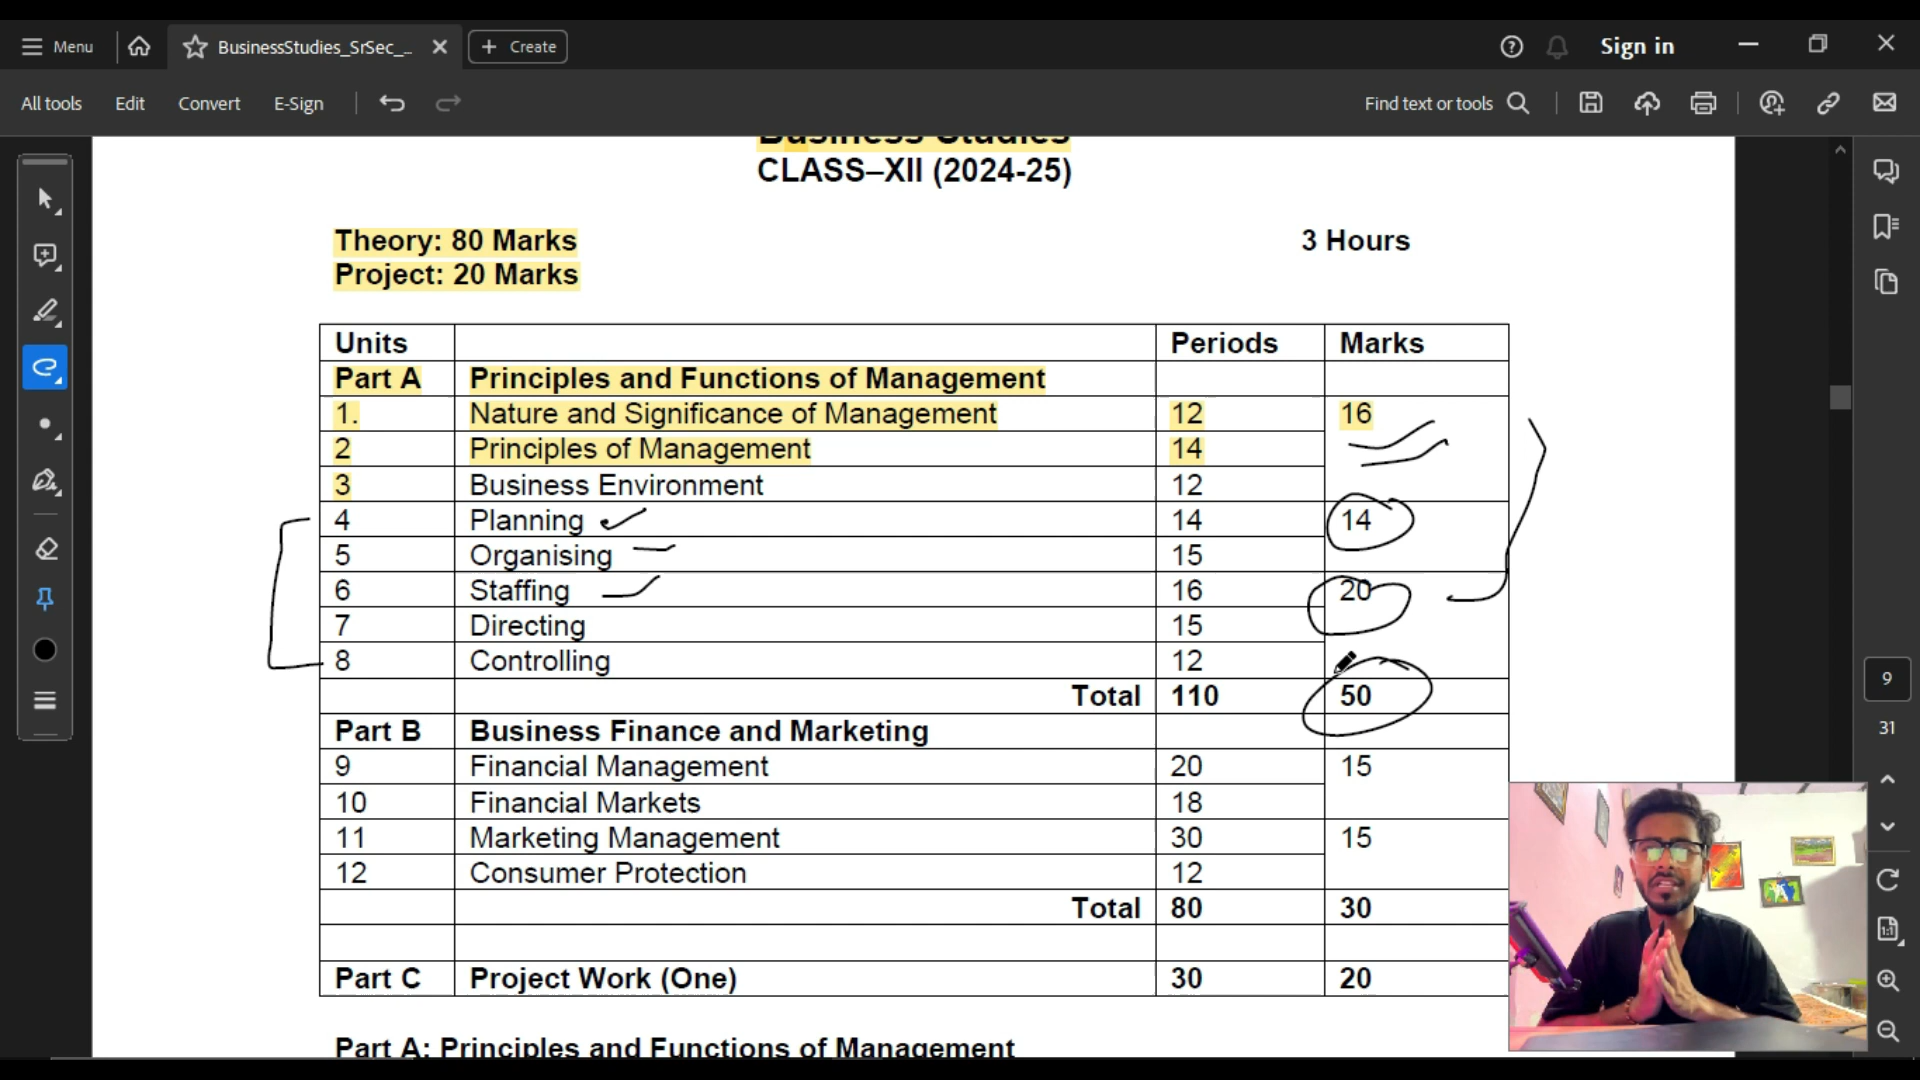 Menu
BusinessStudies_SrSec_...
Create
Sign in
All tools
Edit
Convert
E-Sign
Find text or tools
Business Studies
CLASS–XII (2024-25)
Theory: 80 Marks 3 Hours
Project: 20 Marks
Units Periods Marks
Part A Principles and Functions of Management
1. Nature and Significance of Management 12 16
2 Principles of Management 14
3 Business Environment 12
4 Planning 14 14
5 Organising 15
6 Staffing 16 20
7 Directing 15
8 Controlling 12
Total 110 50
Part B Business Finance and Marketing
9 Financial Management 20 15
10 Financial Markets 18
11 Marketing Management 30 15
12 Consumer Protection 12
Total 80 30
Part C Project Work (One) 30 20
Part A: Principles and Functions of Management
9
31
1:1